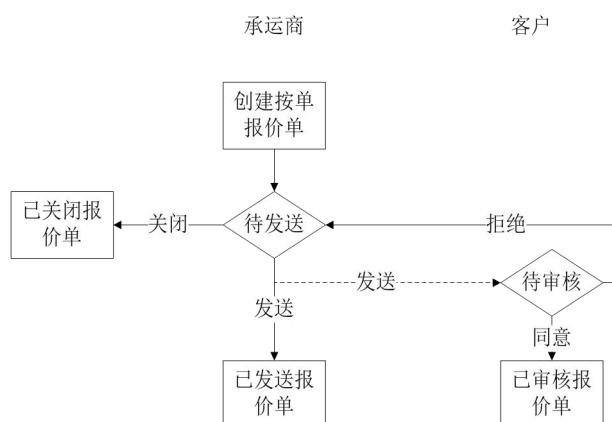 承运商
客户
创建按单
报价单
已关闭报
价单
关闭
待发送
拒绝
发送
待审核
发送
同意
已发送报
价单
已审核报
价单